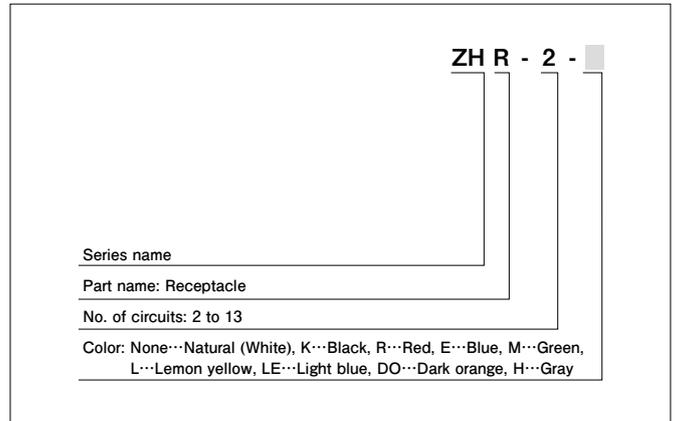 ZH R - 2 -
Series name
Part name: Receptacle
No. of circuits: 2 to 13
Color: None⋯Natural (White), K⋯Black, R⋯Red, E⋯Blue, M⋯Green,
L⋯Lemon yellow, LE⋯Light blue, DO⋯Dark orange, H⋯Gray